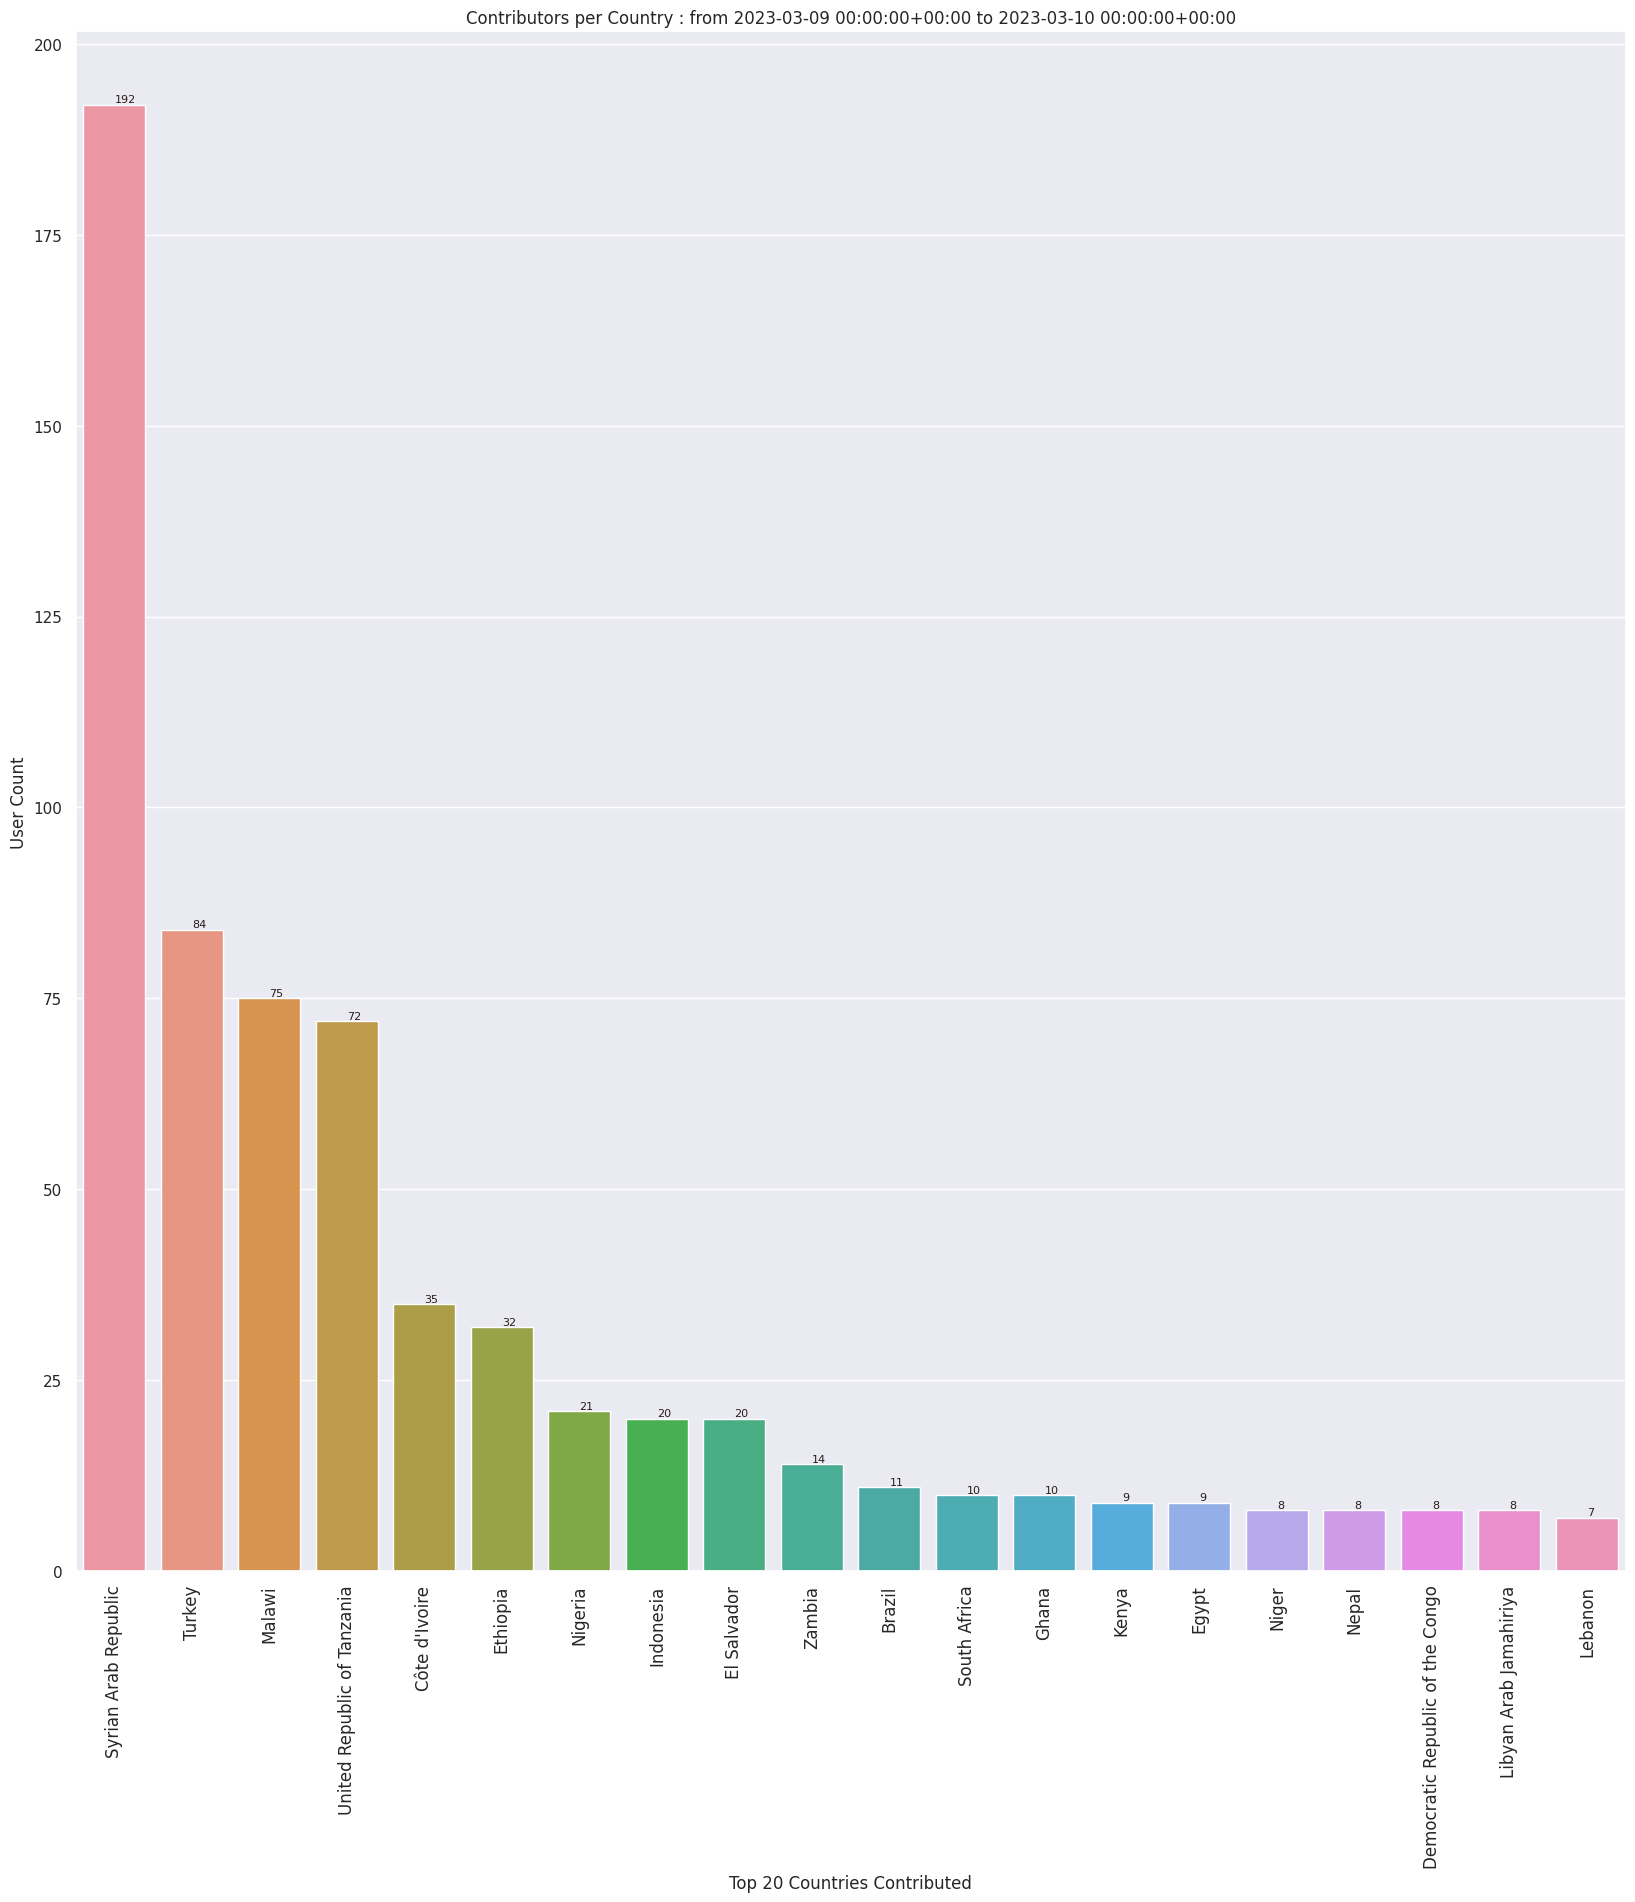 Contributors per Country : from 2023-03-09 00:00:00+00:00 to 2023-03-10 00:00:00+00:00
200
175
150
125
100
75
50
25
0
User Count
192
84
75
72
35
32
21
20
20
14
11
10
10
9
9
8
8
8
8
7
Syrian Arab Republic
Turkey
Malawi
United Republic of Tanzania
Côte d'Ivoire
Ethiopia
Nigeria
Indonesia
El Salvador
Zambia
Brazil
South Africa
Ghana
Kenya
Egypt
Niger
Nepal
Democratic Republic of the Congo
Libyan Arab Jamahiriya
Lebanon
Top 20 Countries Contributed